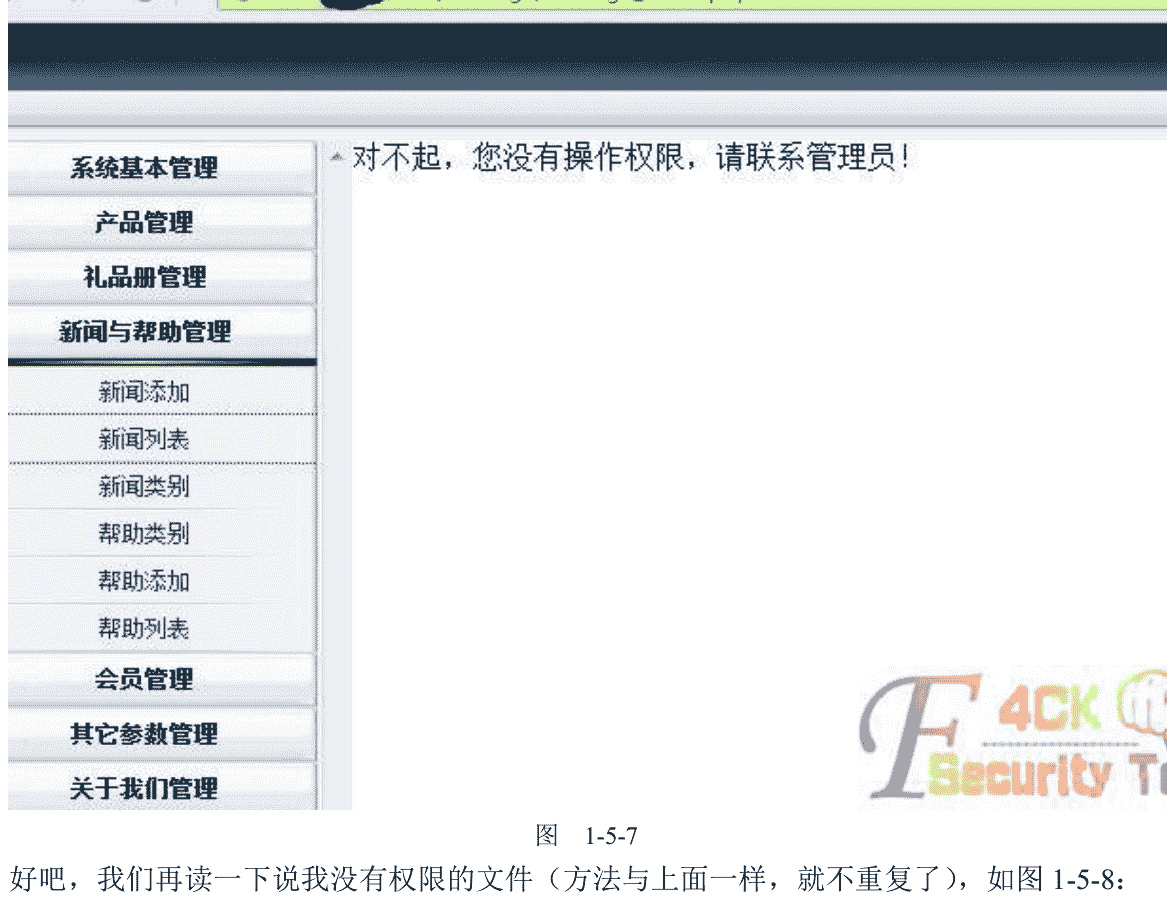 系统基本管理
对不起，您没有操作权限，请联系管理员！
产品管理
礼品册管理
新闻与帮助管理
新闻添加
新闻列表
新闻类别
帮助类别
帮助添加
帮助列表
会员管理
其它参数管理
关于我们管理
F4CK
Security
图 1-5-7
好吧，我们再读一下说我没有权限的文件（方法与上面一样，就不重复了），如图 1-5-8：